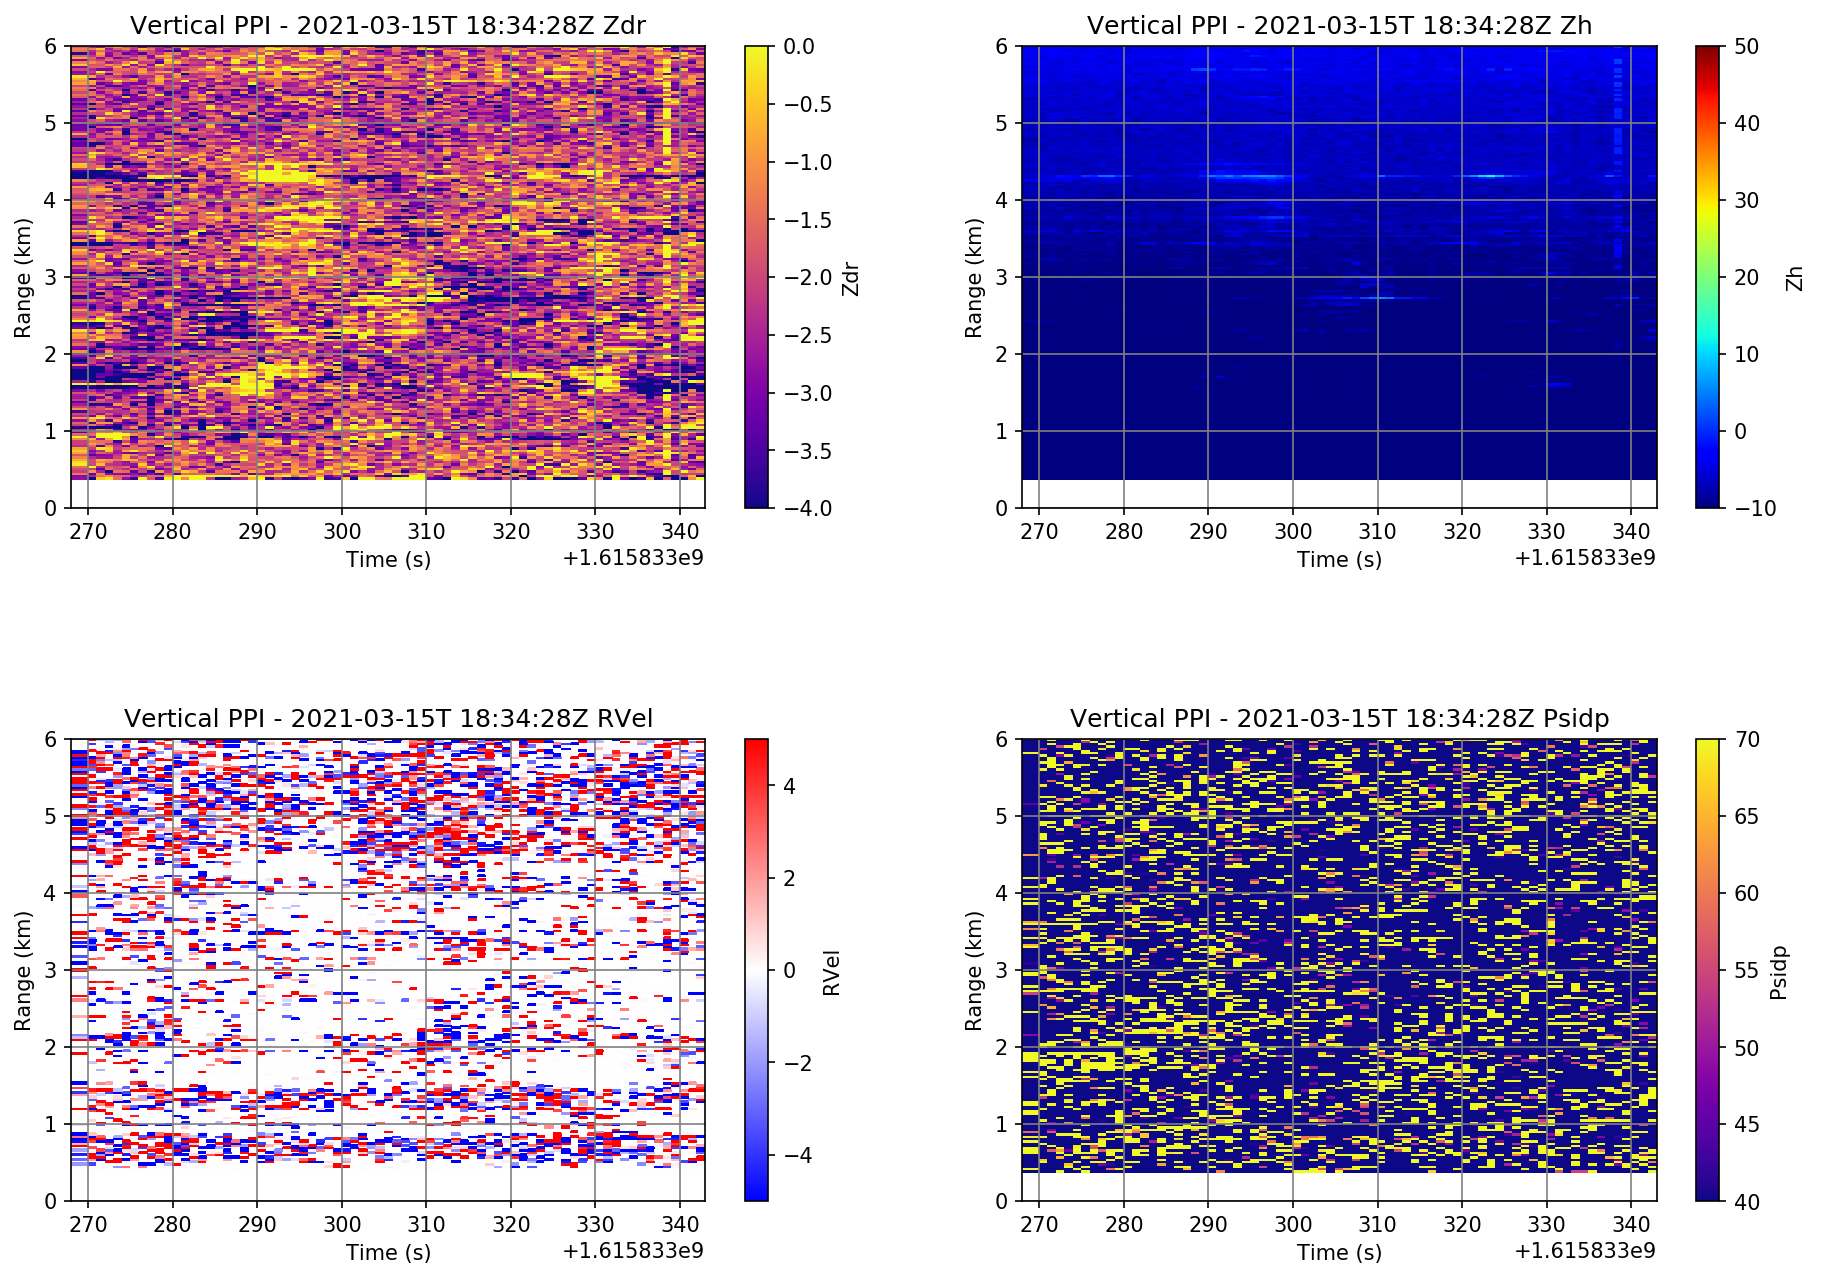 Vertical PPI - 2021-03-15T 18:34:28Z Zdr
6
5
4
3
2
1
0
Range (km)
270 280 290 300 310 320 330 340
Time (s)
+1.615833e9
0.0
−0.5
−1.0
−1.5
−2.0
−2.5
−3.0
−3.5
−4.0
Zdr
Vertical PPI - 2021-03-15T 18:34:28Z Zh
6
5
4
3
2
1
0
Range (km)
270 280 290 300 310 320 330 340
Time (s)
+1.615833e9
50
40
30
20
10
0
−10
Zh
Vertical PPI - 2021-03-15T 18:34:28Z RVel
6
5
4
3
2
1
0
Range (km)
270 280 290 300 310 320 330 340
Time (s)
+1.615833e9
4
2
0
−2
−4
RVel
Vertical PPI - 2021-03-15T 18:34:28Z Psidp
6
5
4
3
2
1
0
Range (km)
270 280 290 300 310 320 330 340
Time (s)
+1.615833e9
70
65
60
55
50
45
40
Psidp